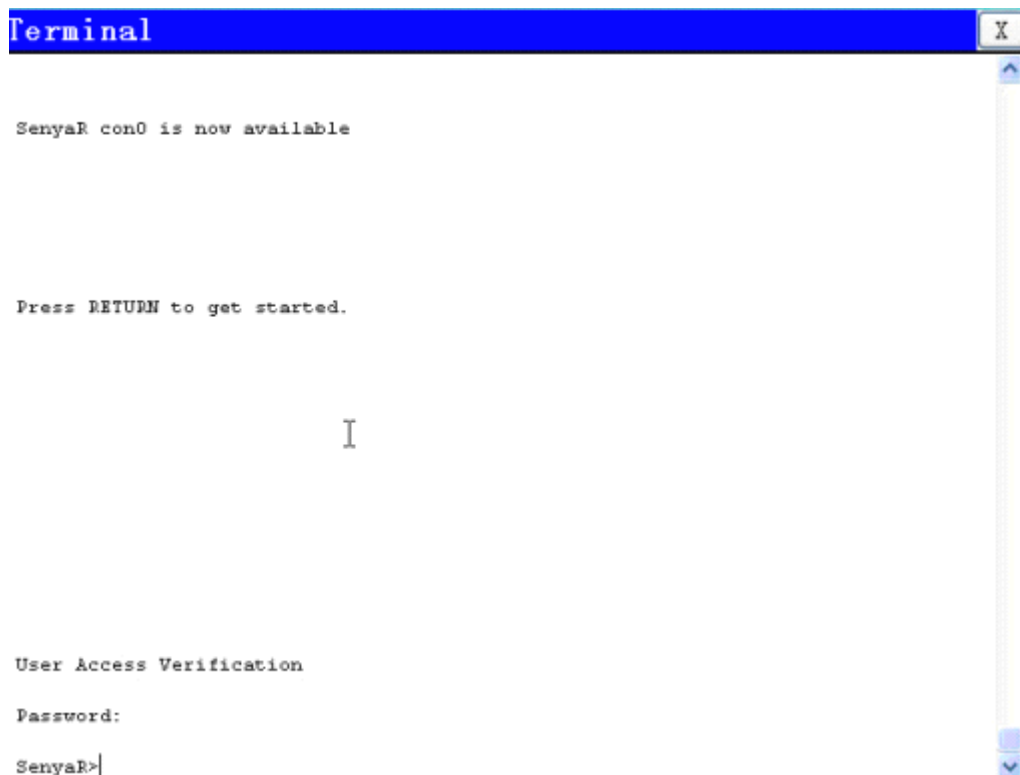 Terminal
X
SenyaR con0 is now available
Press RETURN to get started.
User Access Verification
Password:
SenyaR>